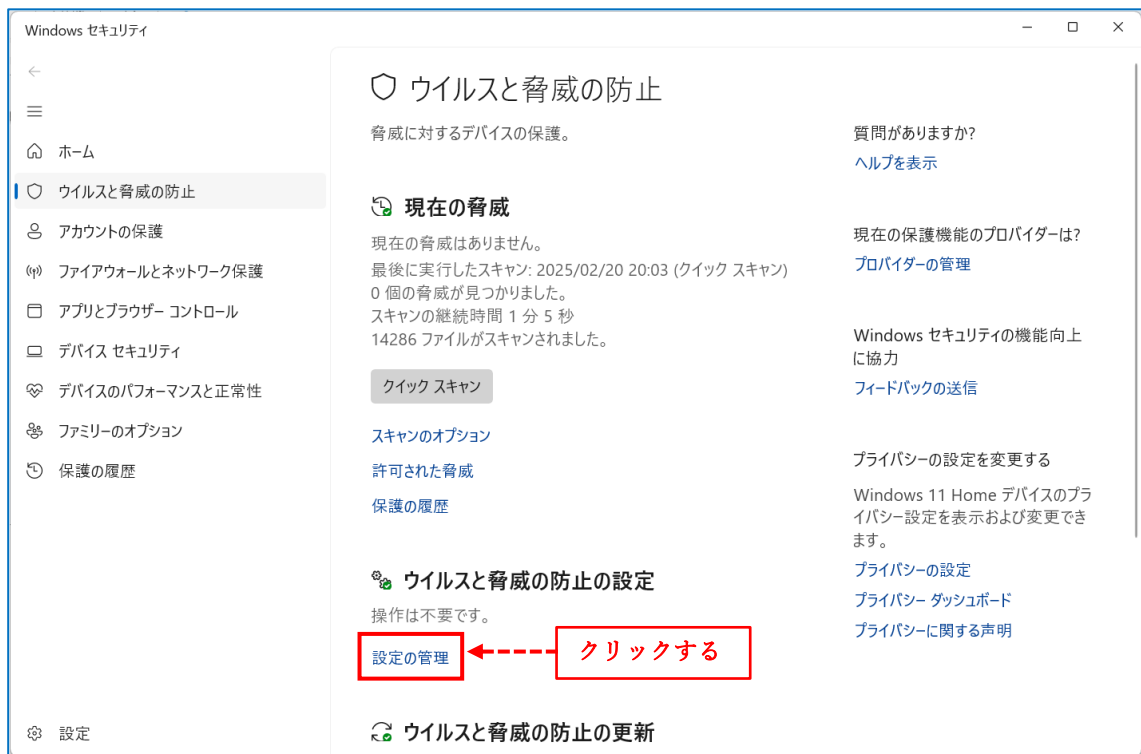 Windows セキュリティ
ホーム
ウイルスと脅威の防止
アカウントの保護
ファイアウォールとネットワーク保護
アプリとブラウザー コントロール
デバイス セキュリティ
デバイスのパフォーマンスと正常性
ファミリーのオプション
保護の履歴
設定
ウイルスと脅威の防止
脅威に対するデバイスの保護。
現在の脅威
現在の脅威はありません。
最後に実行したスキャン: 2025/02/20 20:03 (クイック スキャン)
0 個の脅威が見つかりました。
スキャンの継続時間 1 分 5 秒
14286 ファイルがスキャンされました。
クイック スキャン
スキャンのオプション
許可された脅威
保護の履歴
ウイルスと脅威の防止の設定
操作は不要です。
設定の管理
クリックする
ウイルスと脅威の防止の更新
質問がありますか?
ヘルプを表示
現在の保護機能のプロバイダーは?
プロバイダーの管理
Windows セキュリティの機能向上
に協力
フィードバックの送信
プライバシーの設定を変更する
Windows 11 Home デバイスのプラ
イバシー設定を表示および変更でき
ます。
プライバシーの設定
プライバシー ダッシュボード
プライバシーに関する声明